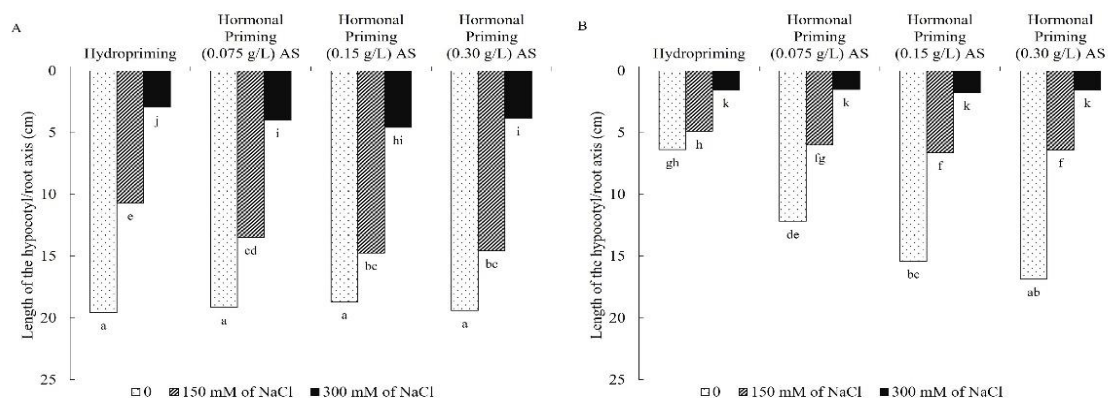 A
Hydropriming
Hormonal
Priming
(0.075 g/L) AS
Hormonal
Priming
(0.15 g/L) AS
Hormonal
Priming
(0.30 g/L) AS
0
5
10
15
20
25
Length of the hypocotyl/root axis (cm)
a
e
j
a
cd
i
a
bc
hi
a
bc
i
0
150 mM of NaCl
300 mM of NaCl
B
Hydropriming
Hormonal
Priming
(0.075 g/L) AS
Hormonal
Priming
(0.15 g/L) AS
Hormonal
Priming
(0.30 g/L) AS
0
5
10
15
20
25
Length of the hypocotyl/root axis (cm)
gh
h
k
de
fg
k
bc
f
k
ab
f
k
0
150 mM of NaCl
300 mM of NaCl